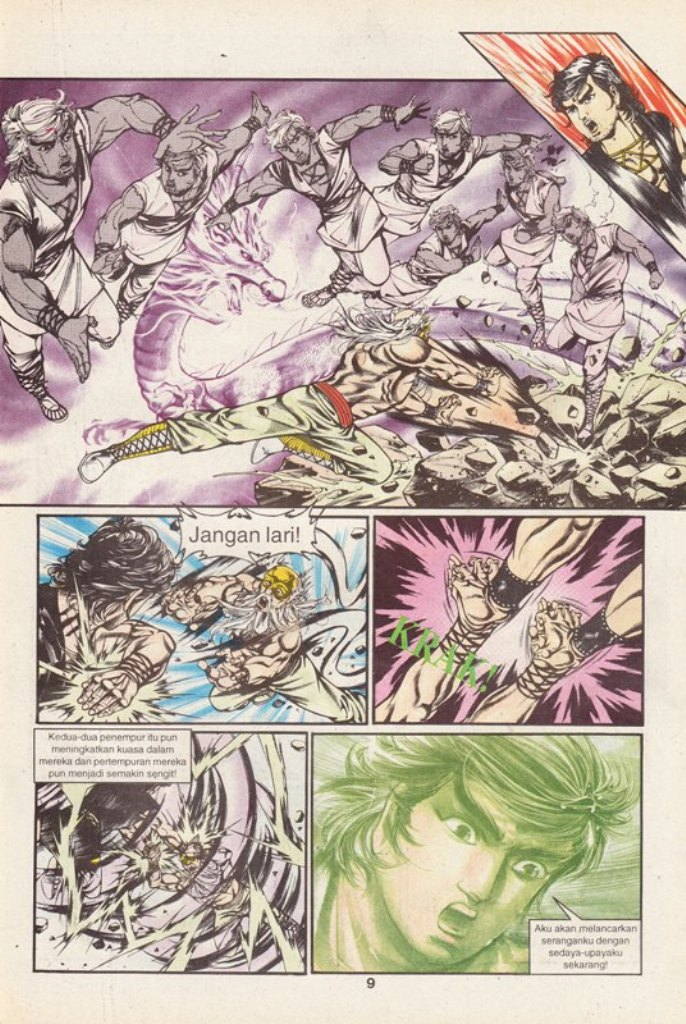 Jangan lari!
KRAK!
Kedua-dua penempur itu pun
meningkatkan kuasa dalam
mereka dan pertempuran mereka
pun menjadi semakin sengit!
Aku akan melancarkan
seranganku dengan
sedaya-upayaku
sekarang!
9